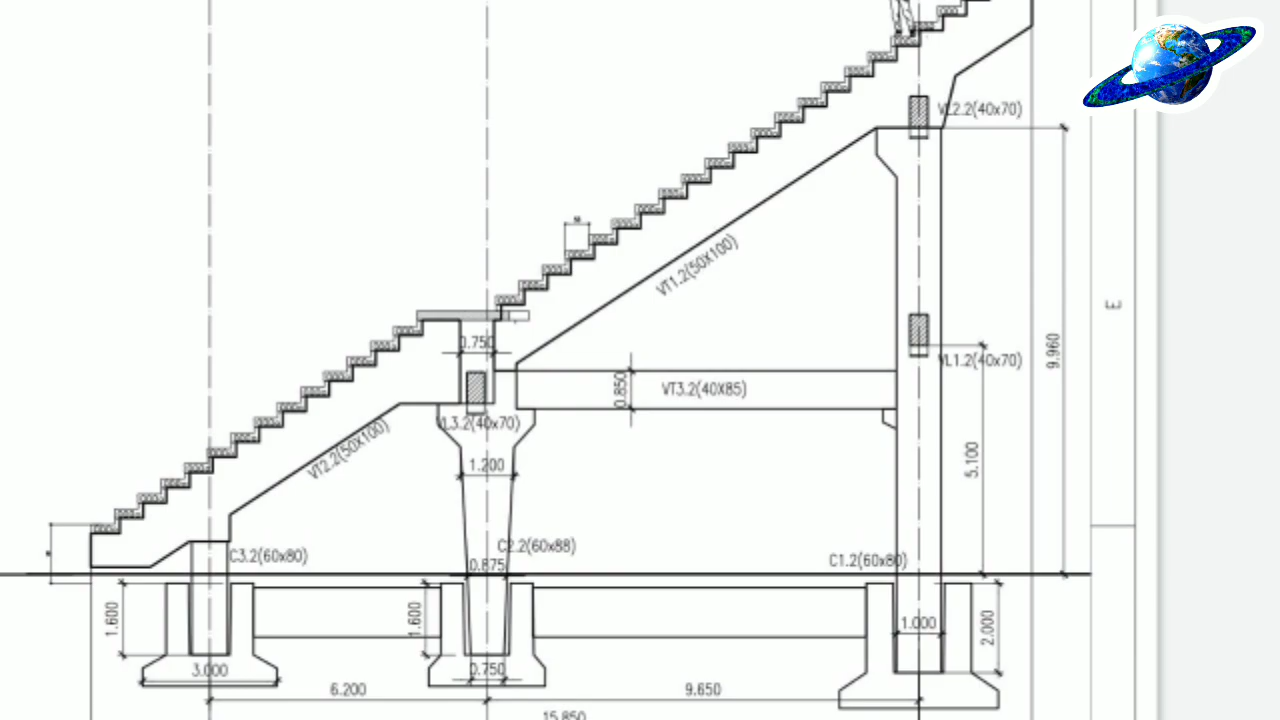 VL2.2(40x70)
VT1.2(50X100)
E
0.750
VL1.2(40x70)
9.960
0.850
VT3.2(40X85)
VL3.2(40x70)
VT2.2(50X100)
1.200
5.100
C3.2(60x80)
C2.2(60x88)
C1.2(60x80)
0.875
1.600
1.600
1.000
2.000
3.000
0.750
6.200
9.650
15.850